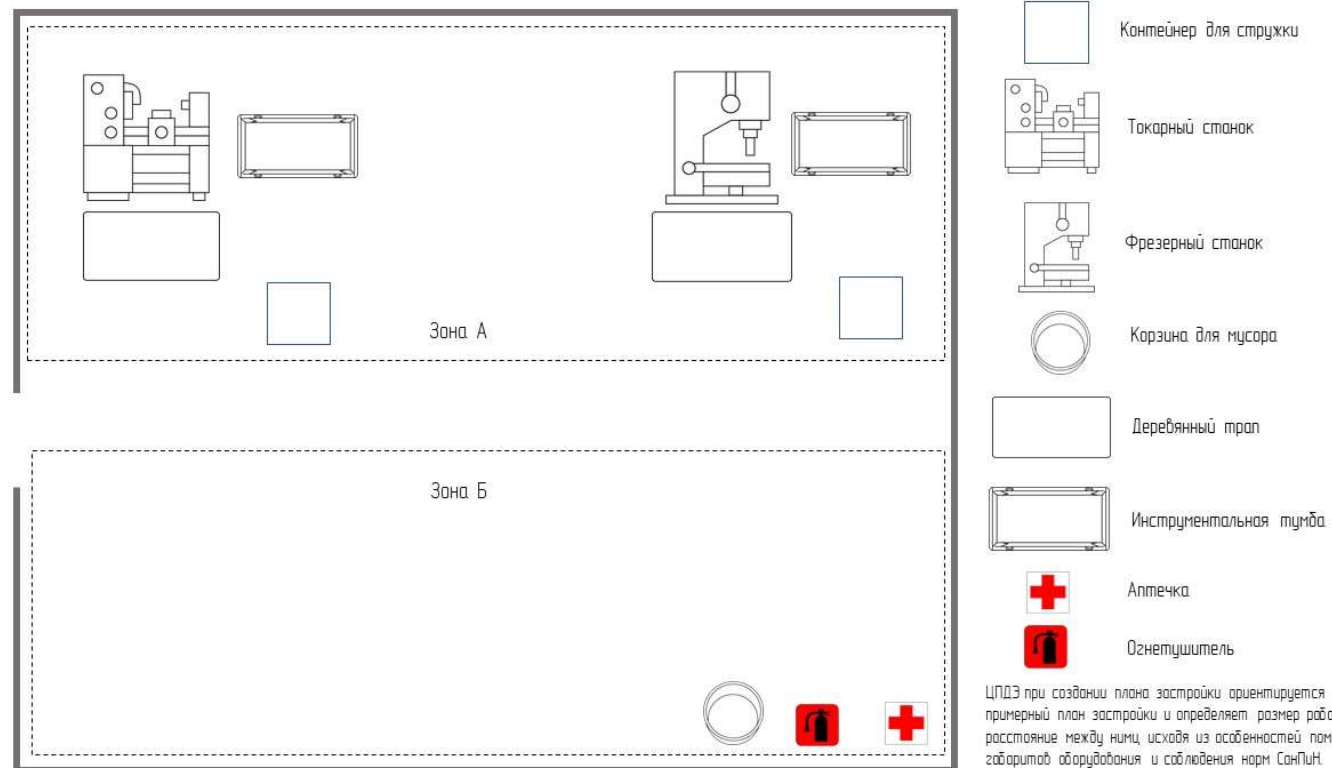 Контейнер для стружки
Токарный станок
Фрезерный станок
Зона А
Корзина для мусора
Деревянный трап
Зона Б
Инструментальная тумба
Аптечка
Огнетушитель
ЦПДЭ при создании плана застройки ориентируется
примерный план застройки и определяет размер
расстояние между ними, исходя из особенностей
габаритов оборудования и соблюдения норм СанПиН.